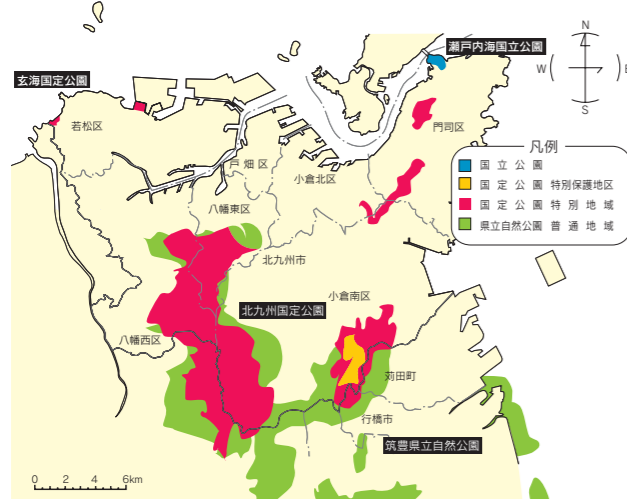 瀬戸内海国立公園
N
W
E
S
玄海国定公園
若松区
門司区
戸畑区
小倉北区
凡例
国立公園
国定公園 特別保護地区
国定公園 特別地域
県立自然公園 普通地域
八幡東区
北九州市
小倉南区
北九州国定公園
八幡西区
苅田町
行橋市
筑豊県立自然公園
0 2 4 6km